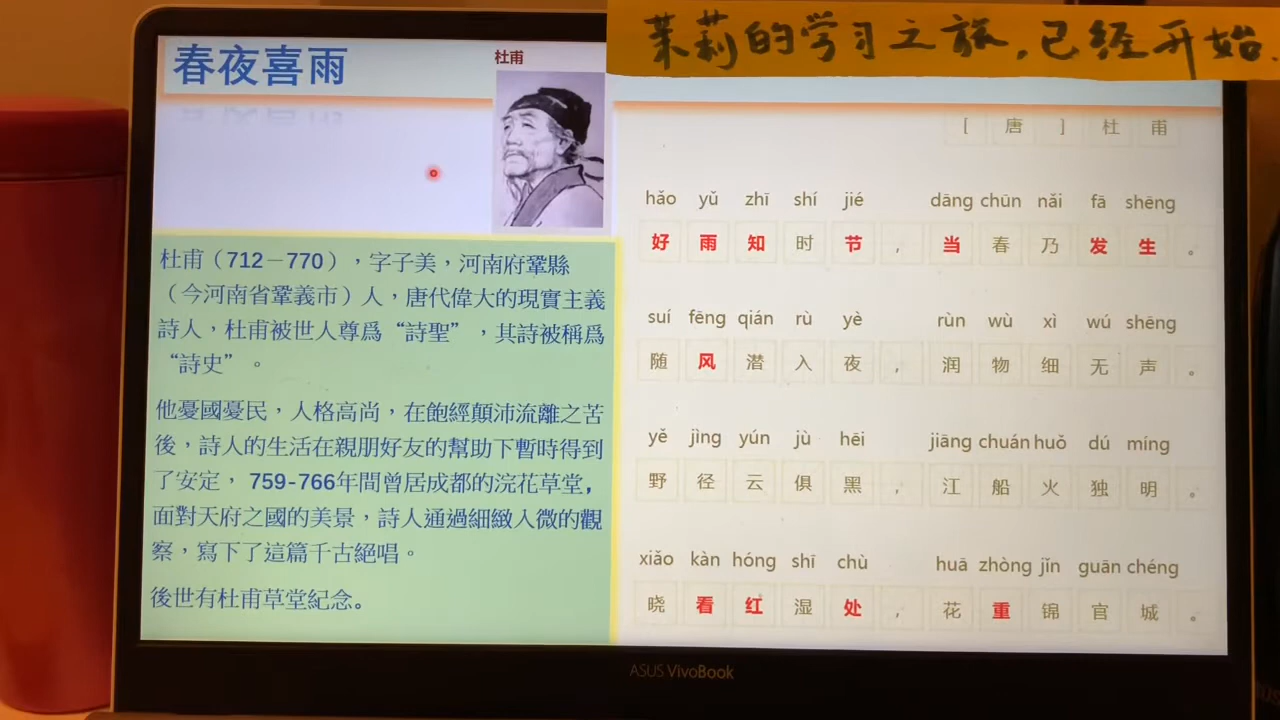 茉莉的学习之旅，已经开始.
春夜喜雨
杜甫
杜甫（712－770），字子美，河南府鞏縣
（今河南省鞏義市）人，唐代偉大的現實主義
詩人，杜甫被世人尊爲“詩聖”，其詩被稱爲
“詩史”。
他憂國憂民，人格高尚，在飽經顛沛流離之苦
後，詩人的生活在親朋好友的幫助下暫時得到
了安定， 759-766年間曾居成都的浣花草堂，
面對天府之國的美景，詩人通過細緻入微的觀
察，寫下了這篇千古絕唱。
後世有杜甫草堂紀念。
[ 唐 ] 杜 甫
hǎo yǔ zhī shí jié dāng chūn nǎi fā shēng
好 雨 知 时 节 ， 当 春 乃 发 生 。
suí fēng qián rù yè rùn wù xì wú shēng
随 风 潜 入 夜 ， 润 物 细 无 声 。
yě jìng yún jù hēi jiāng chuán huǒ dú míng
野 径 云 俱 黑 ， 江 船 火 独 明 。
xiǎo kàn hóng shī chù huā zhòng jǐn guān chéng
晓 看 红 湿 处 ， 花 重 锦 官 城 。
ASUS VivoBook